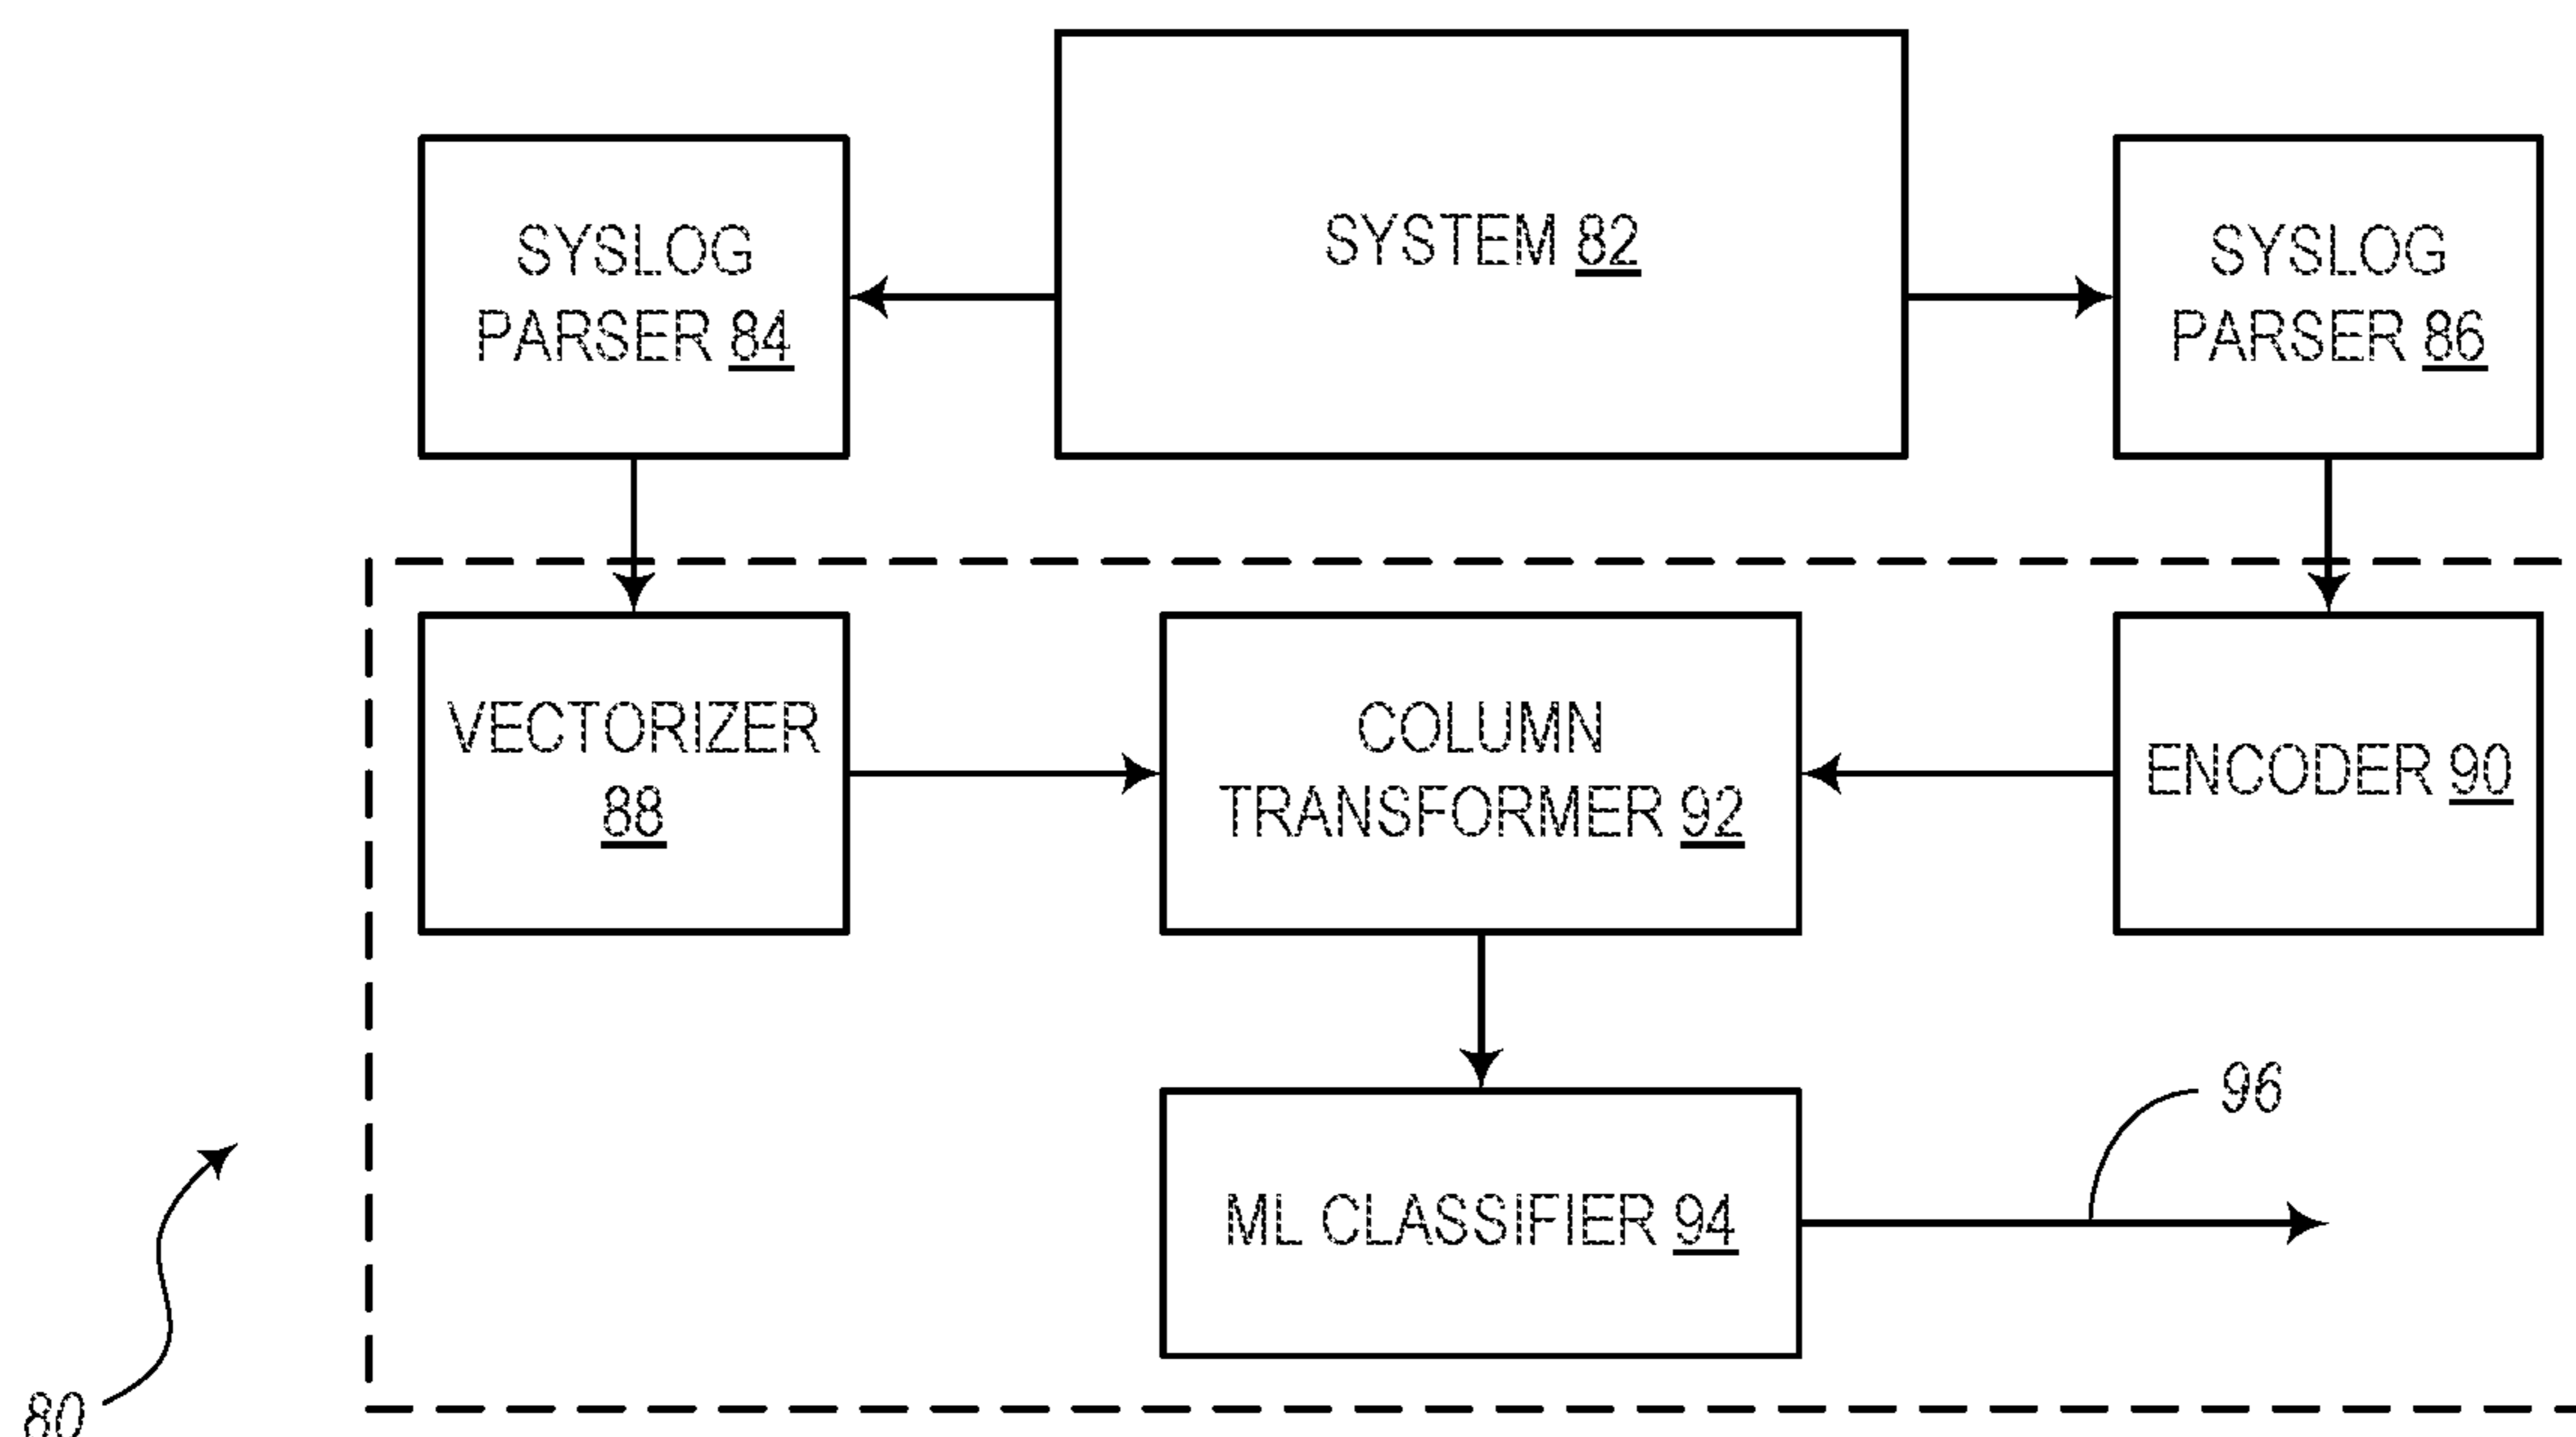 SYSTEM 82
SYSLOG
PARSER 84
SYSLOG
PARSER 86
VECTORIZER
88
COLUMN
TRANSFORMER 92
ENCODER 90
96
ML CLASSIFIER 94
80